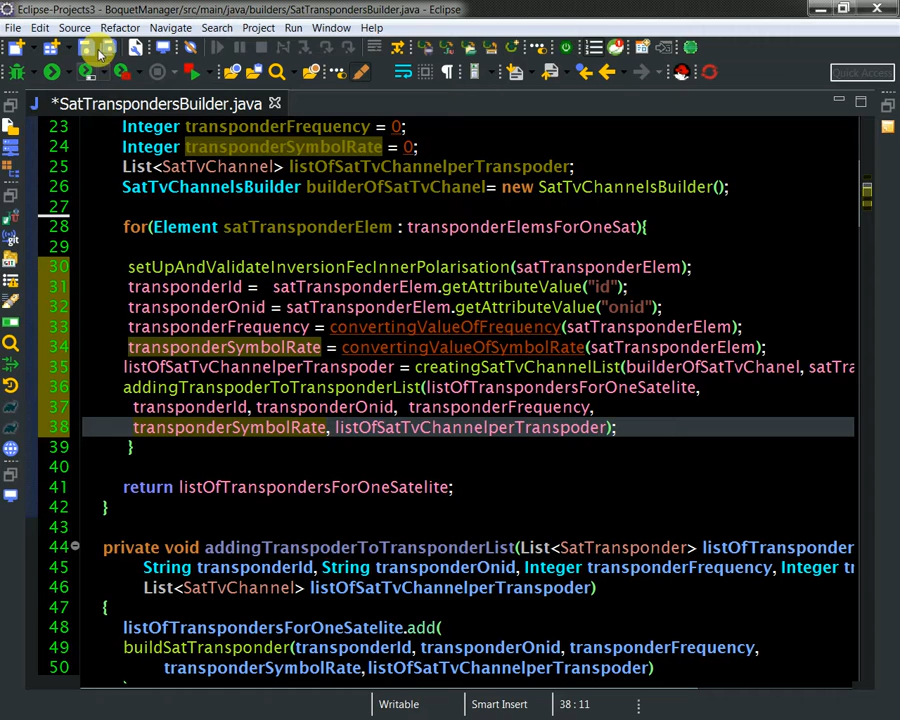 Eclipse-Projects3 - BoquetManager/src/main/java/builders/SatTranspondersBuilder.java - Eclipse
File Edit Source Refactor Navigate Search Project Run Window Help
Quick Access
*SatTranspondersBuilder.java
23 Integer transponderFrequency = 0;
24 Integer transponderSymbolRate = 0;
25 List<SatTvChannel> listOfSatTvChannelperTranspoder;
26 SatTvChannelsBuilder builderOfSatTvChanel= new SatTvChannelsBuilder();
27
28 for(Element satTransponderElem : transponderElemsForOneSat){
29
30 setUpAndValidateInversionFecInnerPolarisation(satTransponderElem);
31 transponderId = satTransponderElem.getAttributeValue("id");
32 transponderOnid = satTransponderElem.getAttributeValue("onid");
33 transponderFrequency = convertingValueOfFrequency(satTransponderElem);
34 transponderSymbolRate = convertingValueOfSymbolRate(satTransponderElem);
35 listOfSatTvChannelperTranspoder = creatingSatTvChannelList(builderOfSatTvChanel, satTra
36 addingTranspoderToTransponderList(listOfTranspondersForOneSatelite,
37 transponderId, transponderOnid, transponderFrequency,
38 transponderSymbolRate, listOfSatTvChannelperTranspoder);
39 }
40
41 return listOfTranspondersForOneSatelite;
42 }
43
44 private void addingTranspoderToTransponderList(List<SatTransponder> listOfTransponder
45 String transponderId, String transponderOnid, Integer transponderFrequency, Integer tr
46 List<SatTvChannel> listOfSatTvChannelperTranspoder)
47 {
48 listOfTranspondersForOneSatelite.add(
49 buildSatTransponder(transponderId, transponderOnid, transponderFrequency,
50 transponderSymbolRate,listOfSatTvChannelperTranspoder)
Writable Smart Insert 38 : 11